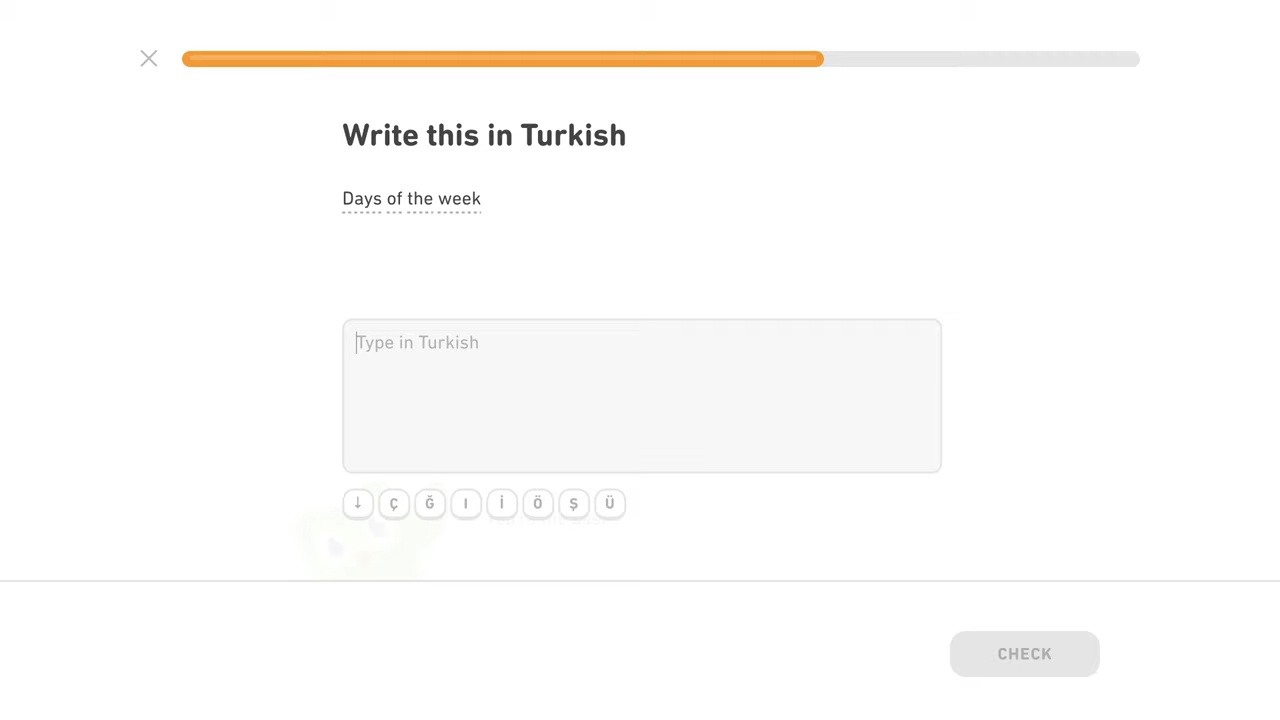 Write this in Turkish
Days of the week
Type in Turkish
↓ Ç Ğ I İ Ö Ş Ü
CHECK